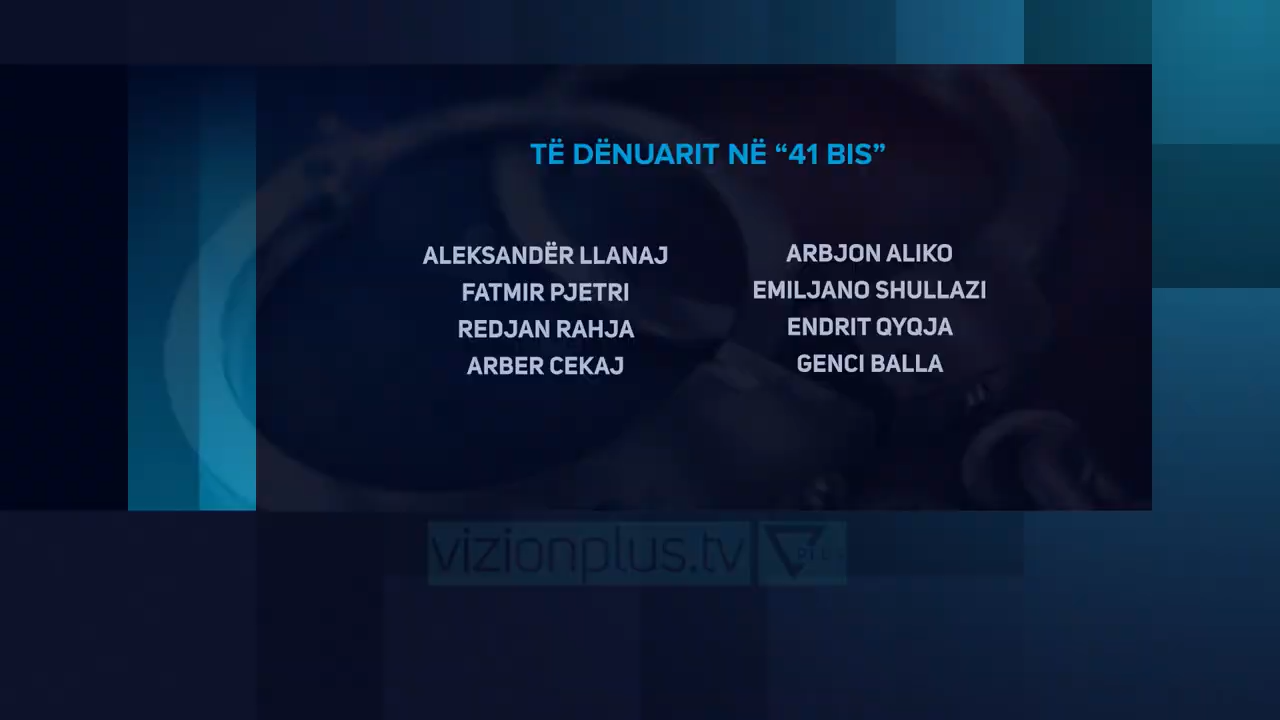 TË DËNUARIT NË “41 BIS”
ALEKSANDËR LLANAJ
FATMIR PJETRI
REDJAN RAHJA
ARBER CEKAJ
ARBJON ALIKO
EMILJANO SHULLAZI
ENDRIT QYQJA
GENCI BALLA
vizionplus.tv